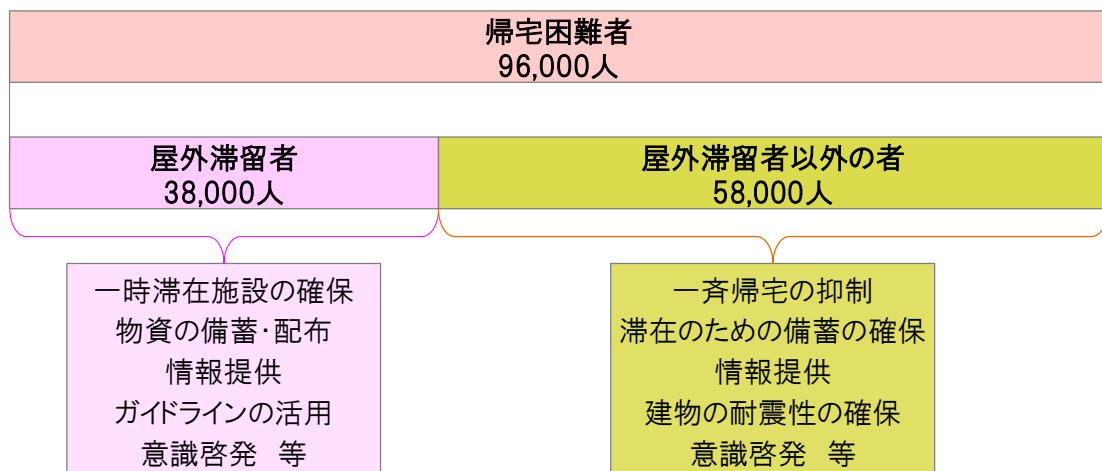 帰宅困難者
96,000人
屋外滞留者
38,000人
屋外滞留者以外の者
58,000人
一時滞在施設の確保
物資の備蓄・配布
情報提供
ガイドラインの活用
意識啓発　等
一斉帰宅の抑制
滞在のための備蓄の確保
情報提供
建物の耐震性の確保
意識啓発　等